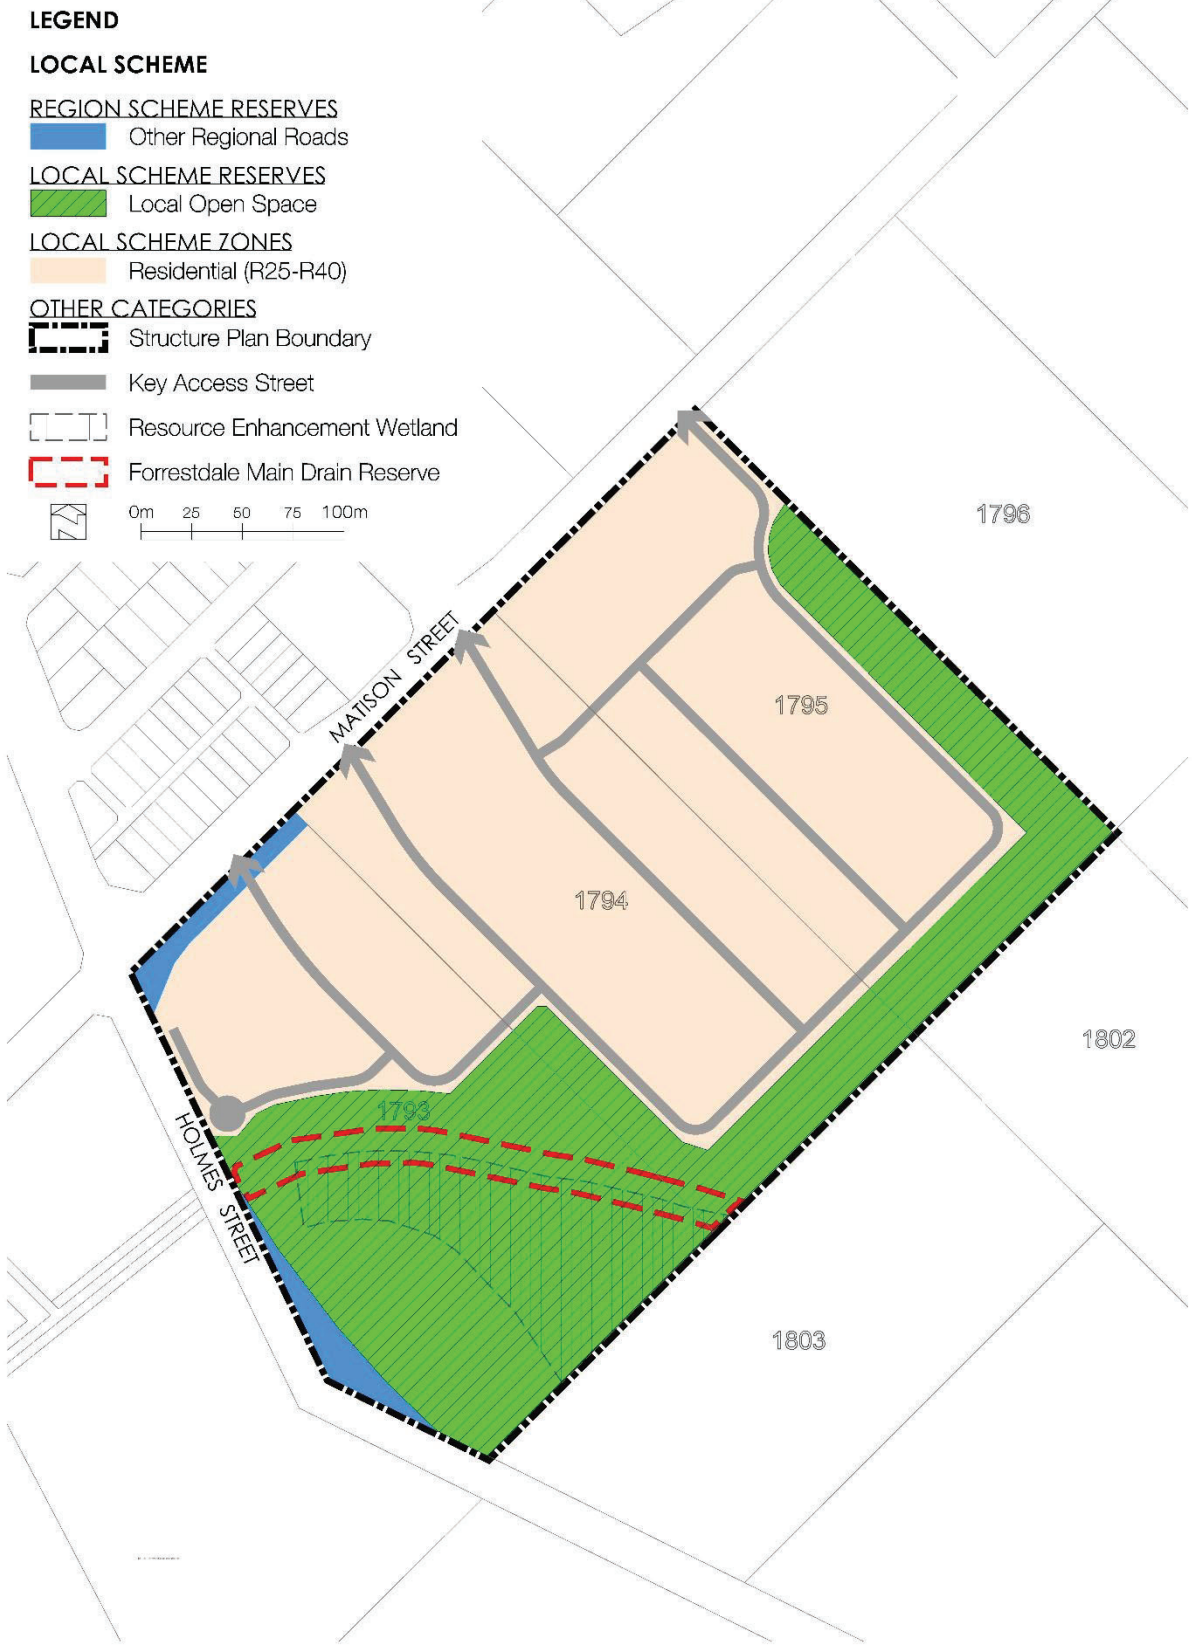 LEGEND
LOCAL SCHEME
REGION SCHEME RESERVES
Other Regional Roads
LOCAL SCHEME RESERVES
Local Open Space
LOCAL SCHEME ZONES
Residential (R25-R40)
OTHER CATEGORIES
Structure Plan Boundary
Key Access Street
Resource Enhancement Wetland
Forrestdale Main Drain Reserve
N
0m 25 50 75 100m
1796
MATISON STREET
1795
1794
1802
1793
HOLMES STREET
1803